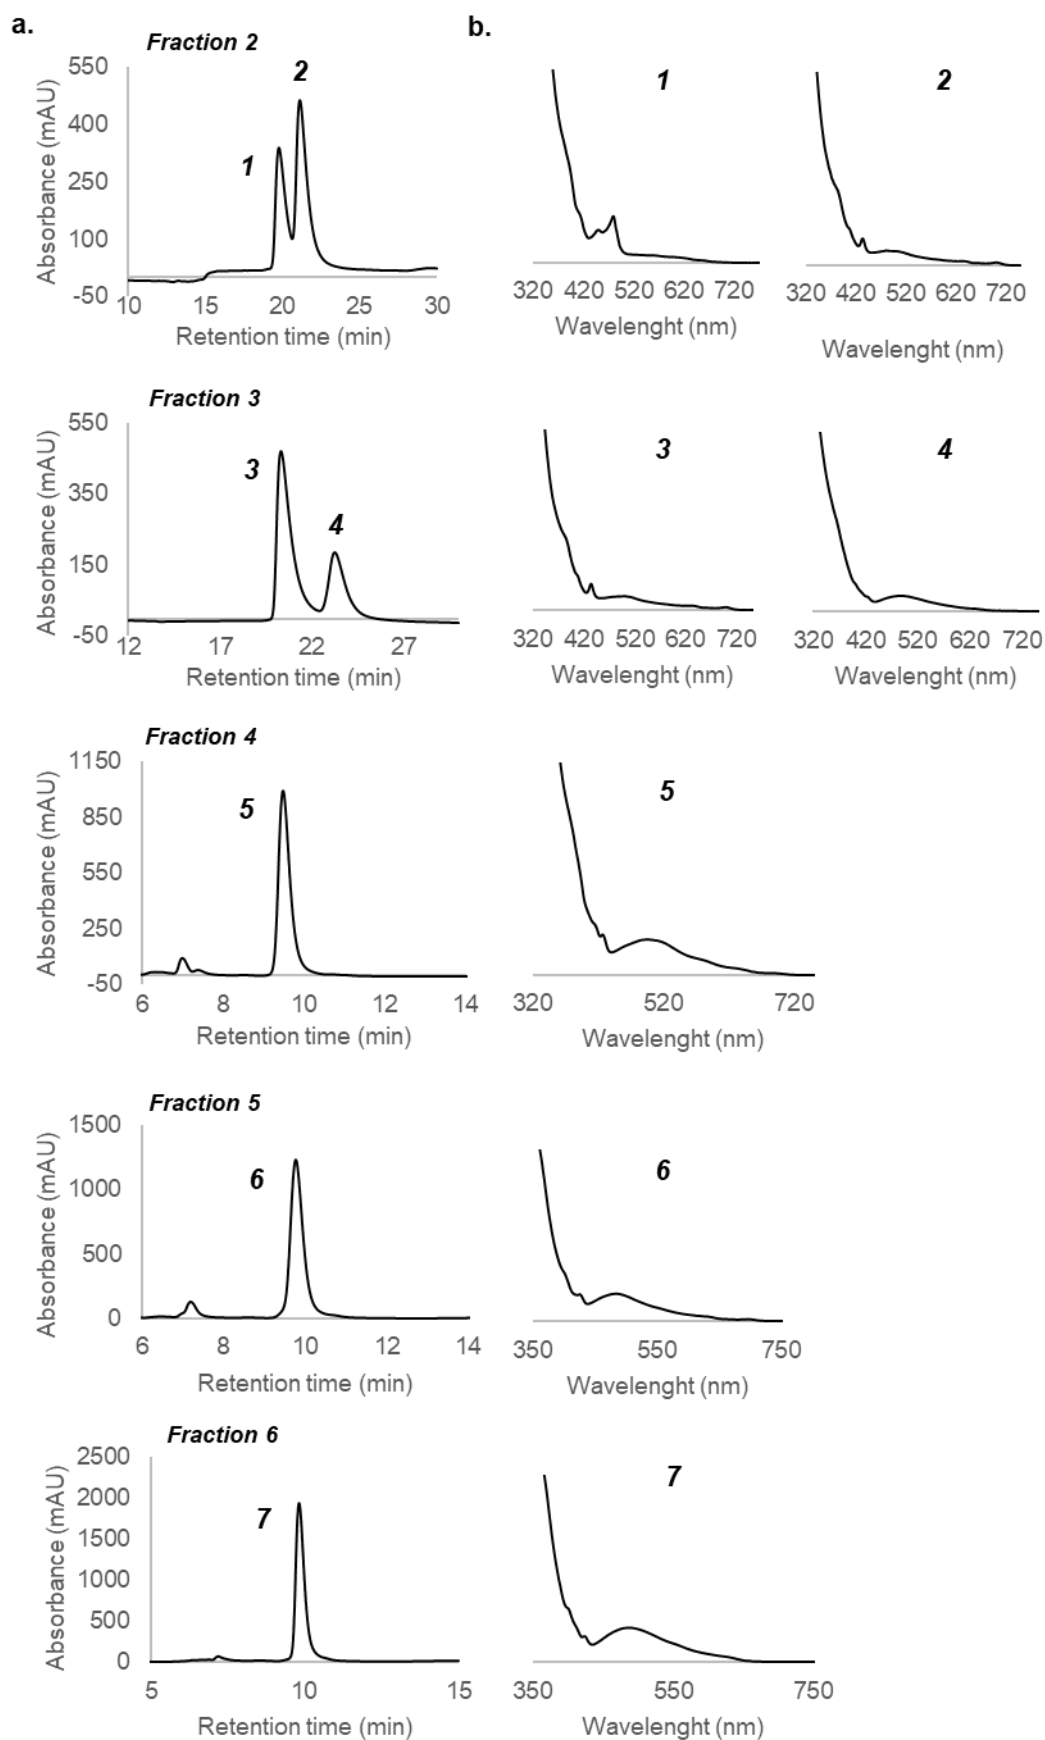 a.
b.
Fraction 2
550
400
250
100
-50
Absorbance (mAU)
1
2
10 15 20 25 30
Retention time (min)
1
320 420 520 620 720
Wavelenght (nm)
2
320 420 520 620 720
Wavelenght (nm)
Fraction 3
550
350
150
-50
Absorbance (mAU)
3
4
12 17 22 27
Retention time (min)
3
320 420 520 620 720
Wavelenght (nm)
4
320 420 520 620 720
Wavelenght (nm)
Fraction 4
1150
850
550
250
-50
Absorbance (mAU)
5
6 8 10 12 14
Retention time (min)
5
320 520 720
Wavelenght (nm)
Fraction 5
1500
1000
500
0
Absorbance (mAU)
6
6 8 10 12 14
Retention time (min)
6
350 550 750
Wavelenght (nm)
Fraction 6
2500
2000
1500
1000
500
0
Absorbance (mAU)
7
5 10 15
Retention time (min)
7
350 550 750
Wavelenght (nm)